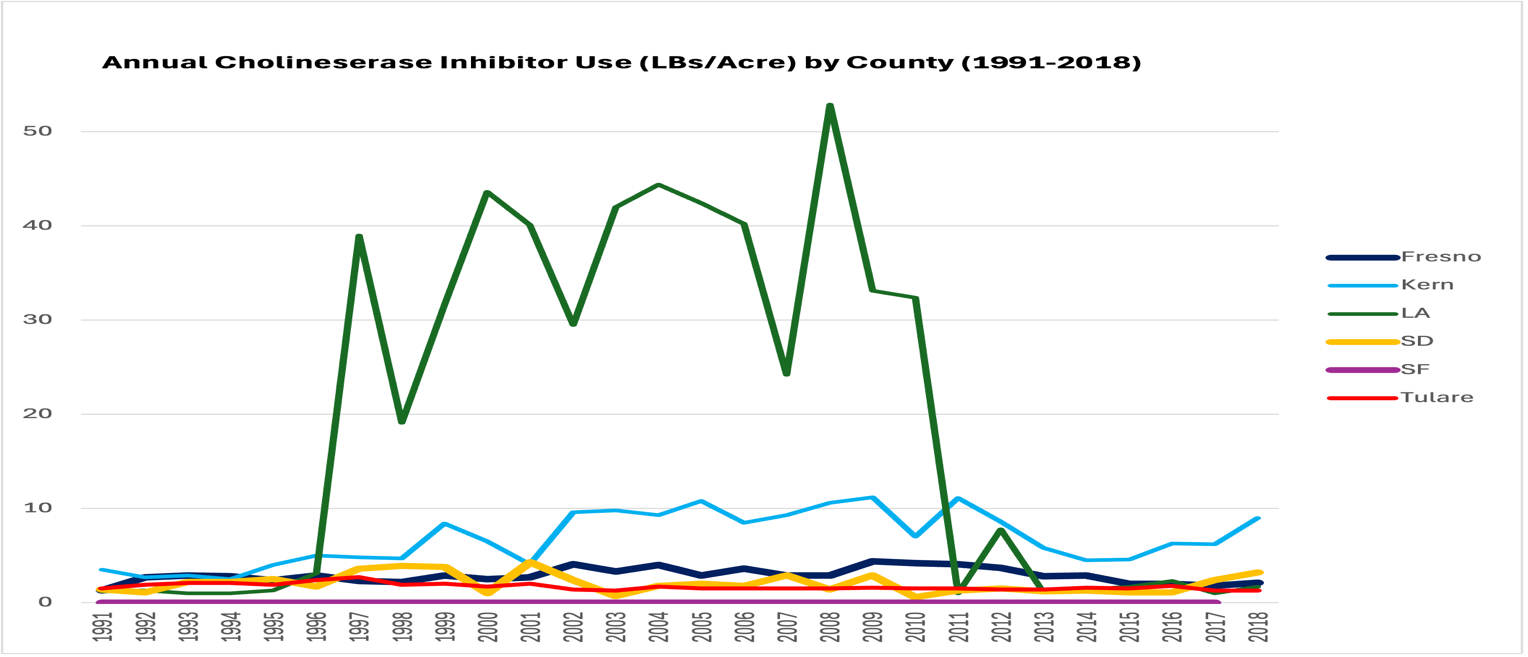 Annual Cholineserase Inhibitor Use (LBs/Acre) by County (1991-2018)
50
40
30
20
10
0
1991 1992 1993 1994 1995 1996 1997 1998 1999 2000 2001 2002 2003 2004 2005 2006 2007 2008 2009 2010 2011 2012 2013 2014 2015 2016 2017 2018
Fresno
Kern
LA
SD
SF
Tulare